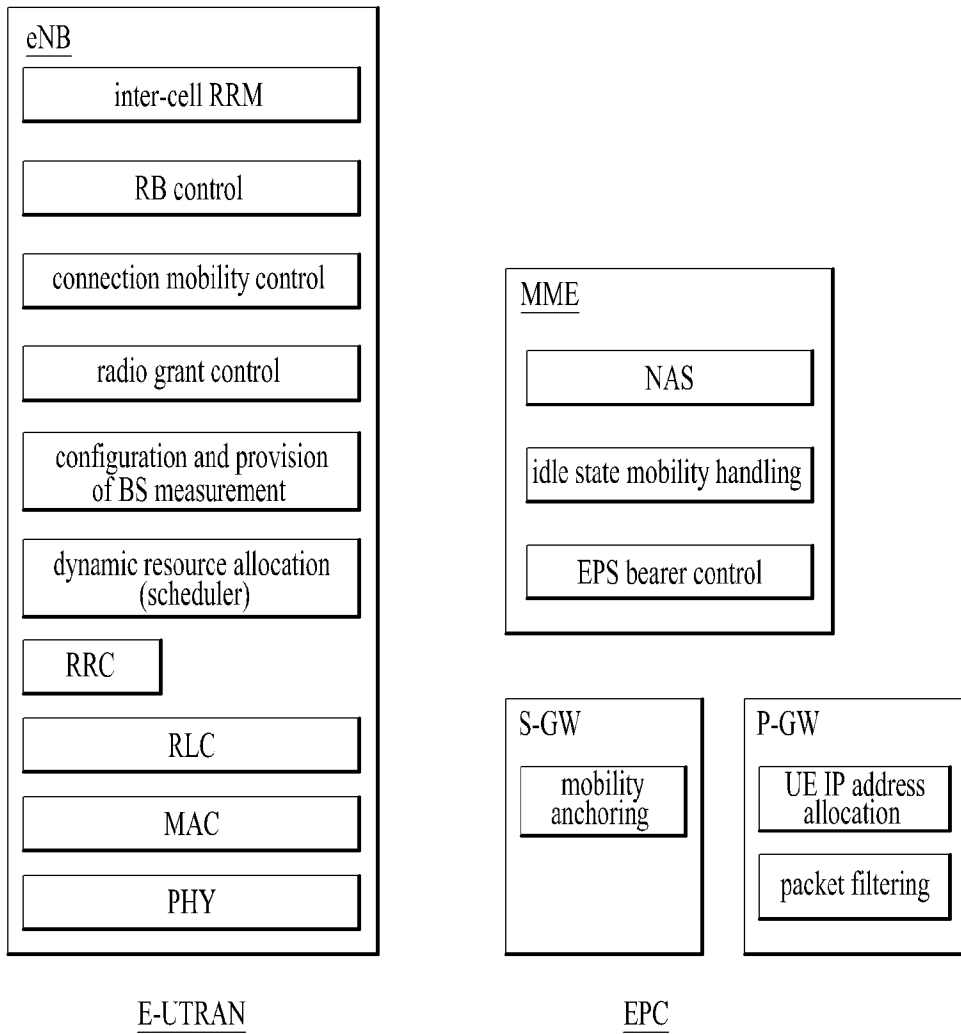 eNB
inter-cell RRM
RB control
connection mobility control
radio grant control
configuration and provision
of BS measurement
dynamic resource allocation
(scheduler)
RRC
RLC
MAC
PHY
E-UTRAN
MME
NAS
idle state mobility handling
EPS bearer control
S-GW
mobility
anchoring
P-GW
UE IP address
allocation
packet filtering
EPC